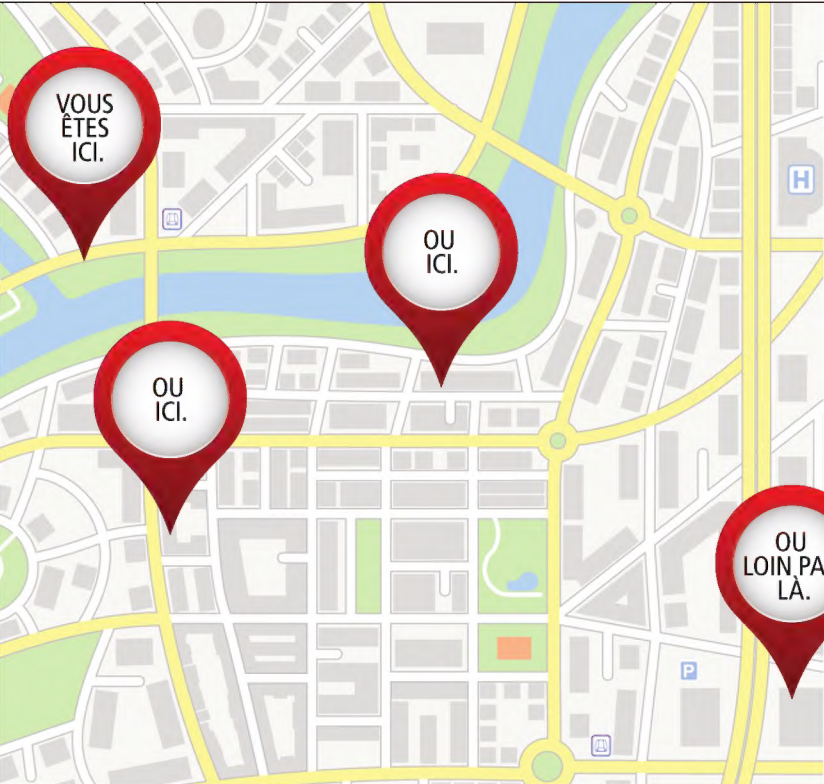 VOUS
ÊTES
ICI.
OU
ICI.
OU
ICI.
OU
LOIN PA
LÀ.
H
P